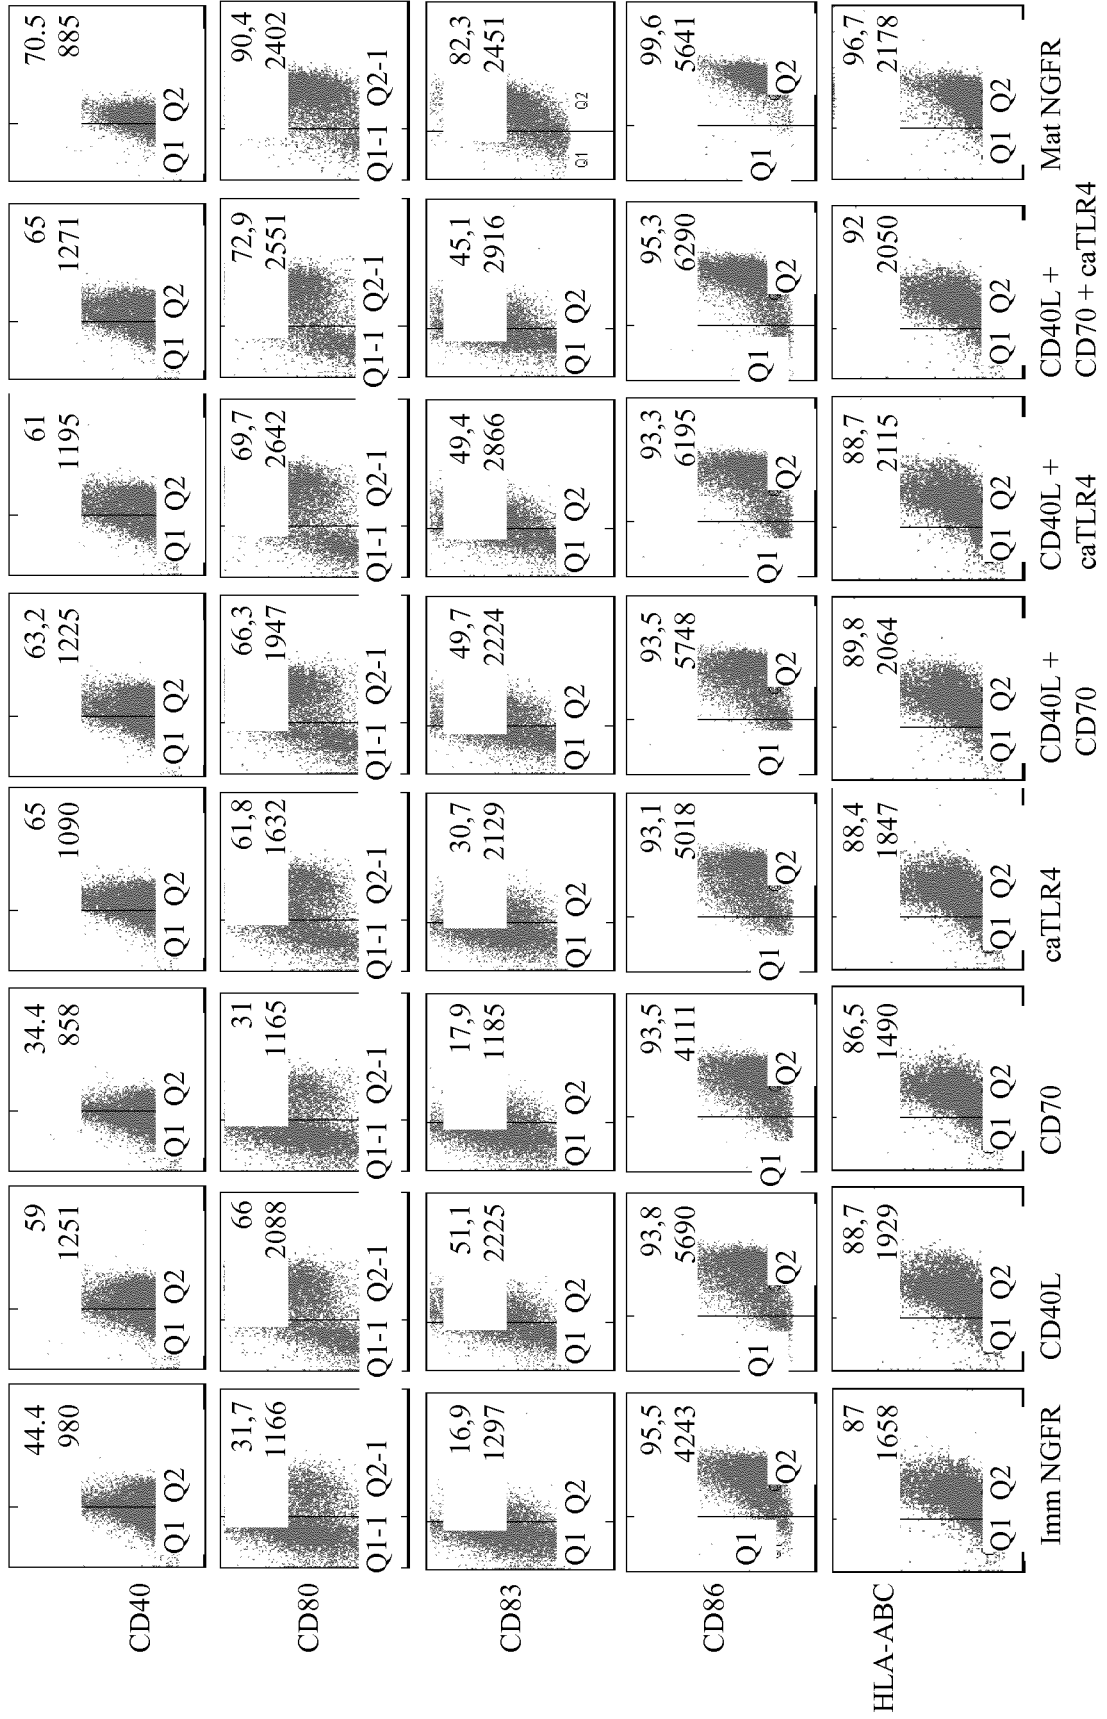 44.4 59 34.4 65 63,2 61 65 70.5
980 1251 858 1090 1225 1195 1271 885
CD40
Q1 Q2 Q1 Q2 Q1 Q2 Q1 Q2 Q1 Q2 Q1 Q2 Q1 Q2 Q1 Q2
31,7 66 31 61,8 66,3 69,7 72,9 90,4
1166 2088 1165 1632 1947 2642 2551 2402
CD80
Q1-1 Q2-1 Q1-1 Q2-1 Q1-1 Q2-1 Q1-1 Q2-1 Q1-1 Q2-1 Q1-1 Q2-1 Q1-1 Q2-1 Q1-1 Q2-1
16,9 51,1 17,9 30,7 49,7 49,4 45,1 82,3
1297 2225 1185 2129 2224 2866 2916 2451
CD83
Q1 Q2 Q1 Q2 Q1 Q2 Q1 Q2 Q1 Q2 Q1 Q2 Q1 Q2 Q1 Q2
95,5 93,8 93,5 93,1 93,5 93,3 95,3 99,6
4243 5690 4111 5018 5748 6195 6290 5641
CD86
Q1 Q2 Q1 Q2 Q1 Q2 Q1 Q2 Q1 Q2 Q1 Q2 Q1 Q2 Q1 Q2
87 88,7 86,5 88,4 89,8 88,7 92 96,7
1658 1929 1490 1847 2064 2115 2050 2178
HLA-ABC
Q1 Q2 Q1 Q2 Q1 Q2 Q1 Q2 Q1 Q2 Q1 Q2 Q1 Q2 Q1 Q2
Imm NGFR CD40L CD70 caTLR4 CD40L + CD40L + CD40L + Mat NGFR
CD70 caTLR4 CD70 + caTLR4